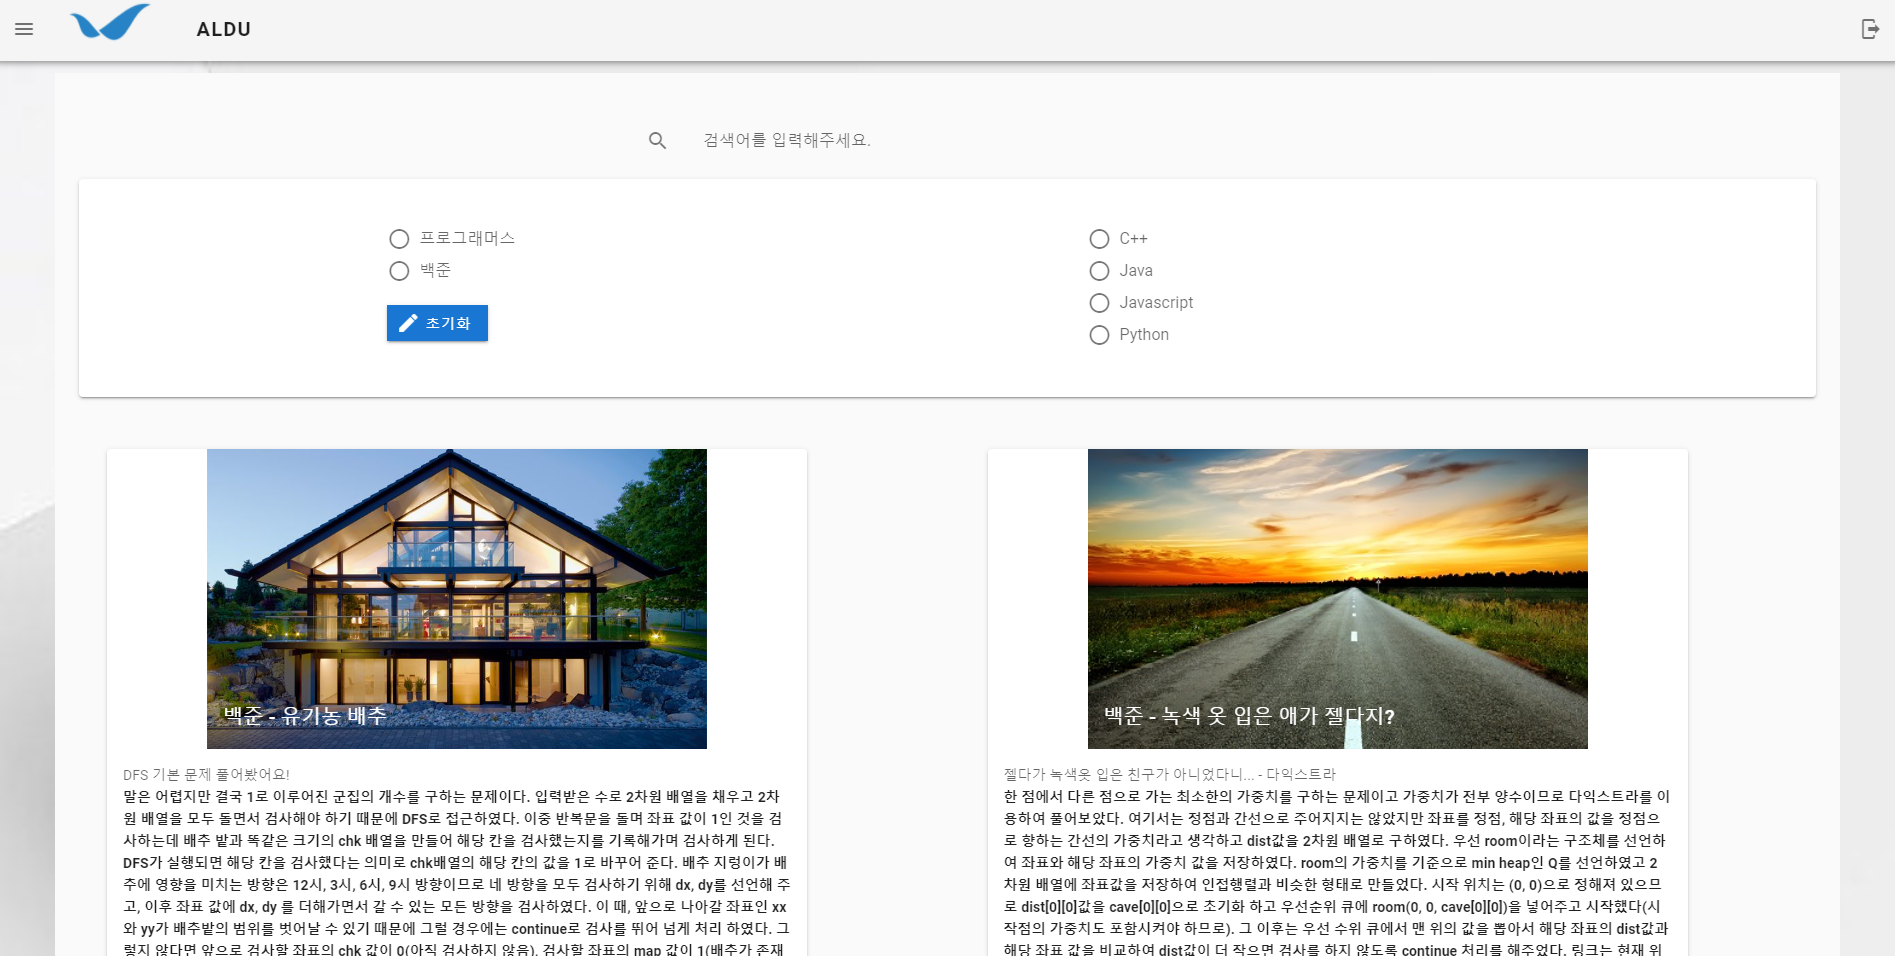 ALDU
검색어를 입력해주세요.
프로그래머스
백준
초기화
C++
Java
Javascript
Python
백준 - 유기농 배추
DFS 기본 문제 풀어봤어요!
말은 어렵지만 결국 1로 이루어진 군집의 개수를 구하는 문제이다. 입력받은 수로 2차원 배열을 채우고 2차
원 배열을 모두 돌면서 검사해야 하기 때문에 DFS로 접근하였다. 이중 반복문을 돌며 좌표 값이 1인 것을 검
사하는데 배추 밭과 똑같은 크기의 chk 배열을 만들어 해당 칸을 검사했는지를 기록해가며 검사하게 된다.
DFS가 실행되면 해당 칸을 검사했다는 의미로 chk배열의 해당 칸의 값을 1로 바꾸어 준다. 배추 지렁이가 배
추에 영향을 미치는 방향은 12시, 3시, 6시, 9시 방향이므로 네 방향을 모두 검사하기 위해 dx, dy를 선언해 주
고, 이후 좌표 값에 dx, dy 를 더해가면서 갈 수 있는 모든 방향을 검사하였다. 이 때, 앞으로 나아갈 좌표인 xx
와 yy가 배추밭의 범위를 벗어날 수 있기 때문에 그럴 경우에는 continue로 검사를 뛰어 넘게 처리 하였다. 그
렇지 않다면 앞으로 검사할 좌표의 chk 값이 0(아직 검사하지 않음), 검사할 좌표의 map 값이 1(배추가 존재
백준 - 녹색 옷 입은 애가 젤다지?
젤다가 녹색옷 입은 친구가 아니었다니... - 다익스트라
한 점에서 다른 점으로 가는 최소한의 가중치를 구하는 문제이고 가중치가 전부 양수이므로 다익스트라를 이
용하여 풀어보았다. 여기서는 정점과 간선으로 주어지지는 않았지만 좌표를 정점, 해당 좌표의 값을 정점으
로 향하는 간선의 가중치라고 생각하고 dist값을 2차원 배열로 구하였다. 우선 room이라는 구조체를 선언하
여 좌표와 해당 좌표의 가중치 값을 저장하였다. room의 가중치를 기준으로 min heap인 Q를 선언하였고 2
차원 배열에 좌표값을 저장하여 인접행렬과 비슷한 형태로 만들었다. 시작 위치는 (0, 0)으로 정해져 있으므
로 dist[0][0]값을 cave[0][0]으로 초기화 하고 우선순위 큐에 room(0, 0, cave[0][0])을 넣어주고 시작했다(시
작점의 가중치도 포함시켜야 하므로). 그 이후는 우선 수위 큐에서 맨 위의 값을 뽑아서 해당 좌표의 dist값과
해당 좌표 값을 비교하여 dist값이 더 작으면 검사를 하지 않도록 continue 처리를 해주었다. 링크는 현재 위